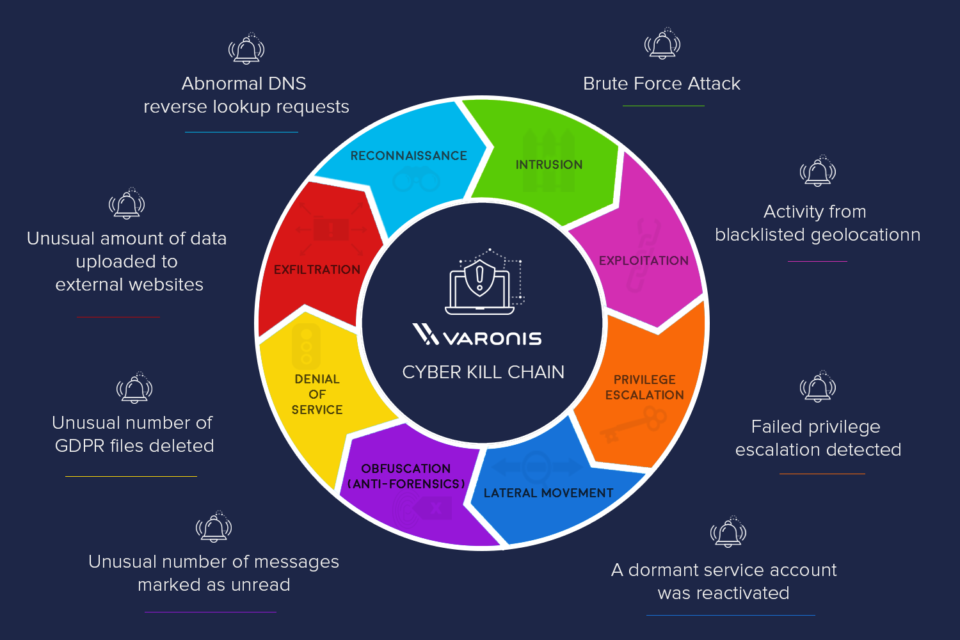 Abnormal DNS
reverse lookup requests
Brute Force Attack
Activity from
blacklisted geolocationn
Failed privilege
escalation detected
A dormant service account
was reactivated
Unusual number of messages
marked as unread
Unusual number of
GDPR files deleted
Unusual amount of data
uploaded to
external websites
RECONNAISSANCE
INTRUSION
EXPLOITATION
PRIVILEGE
ESCALATION
LATERAL MOVEMENT
OBFUSCATION
(ANTI-FORENSICS)
DENIAL
OF
SERVICE
EXFILTRATION
VARONIS
CYBER KILL CHAIN